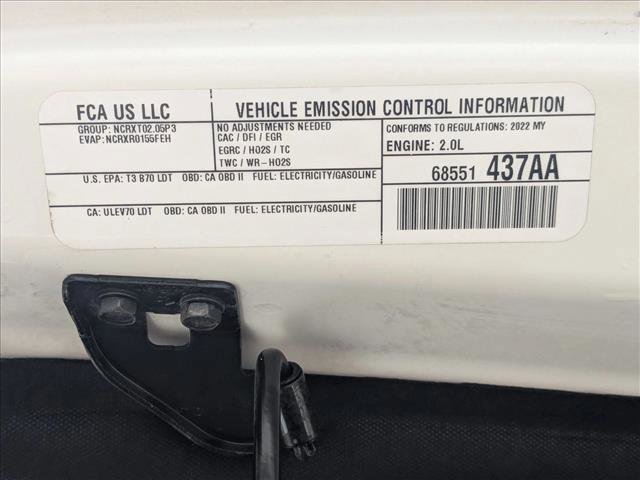 FCA US LLC
VEHICLE EMISSION CONTROL INFORMATION
GROUP: NCRXT02.05P3
EVAP: NCRXR0155FEH
NO ADJUSTMENTS NEEDED
CAC / DFI / EGR
EGRC / HO2S / TC
TWC / WR-HO2S
CONFORMS TO REGULATIONS: 2022 MY
ENGINE: 2.0L
U.S. EPA: T3 B70 LDT OBD: CA OBD II FUEL: ELECTRICITY/GASOLINE
CA: ULEV70 LDT OBD: CA OBD II FUEL: ELECTRICITY/GASOLINE
68551 437AA